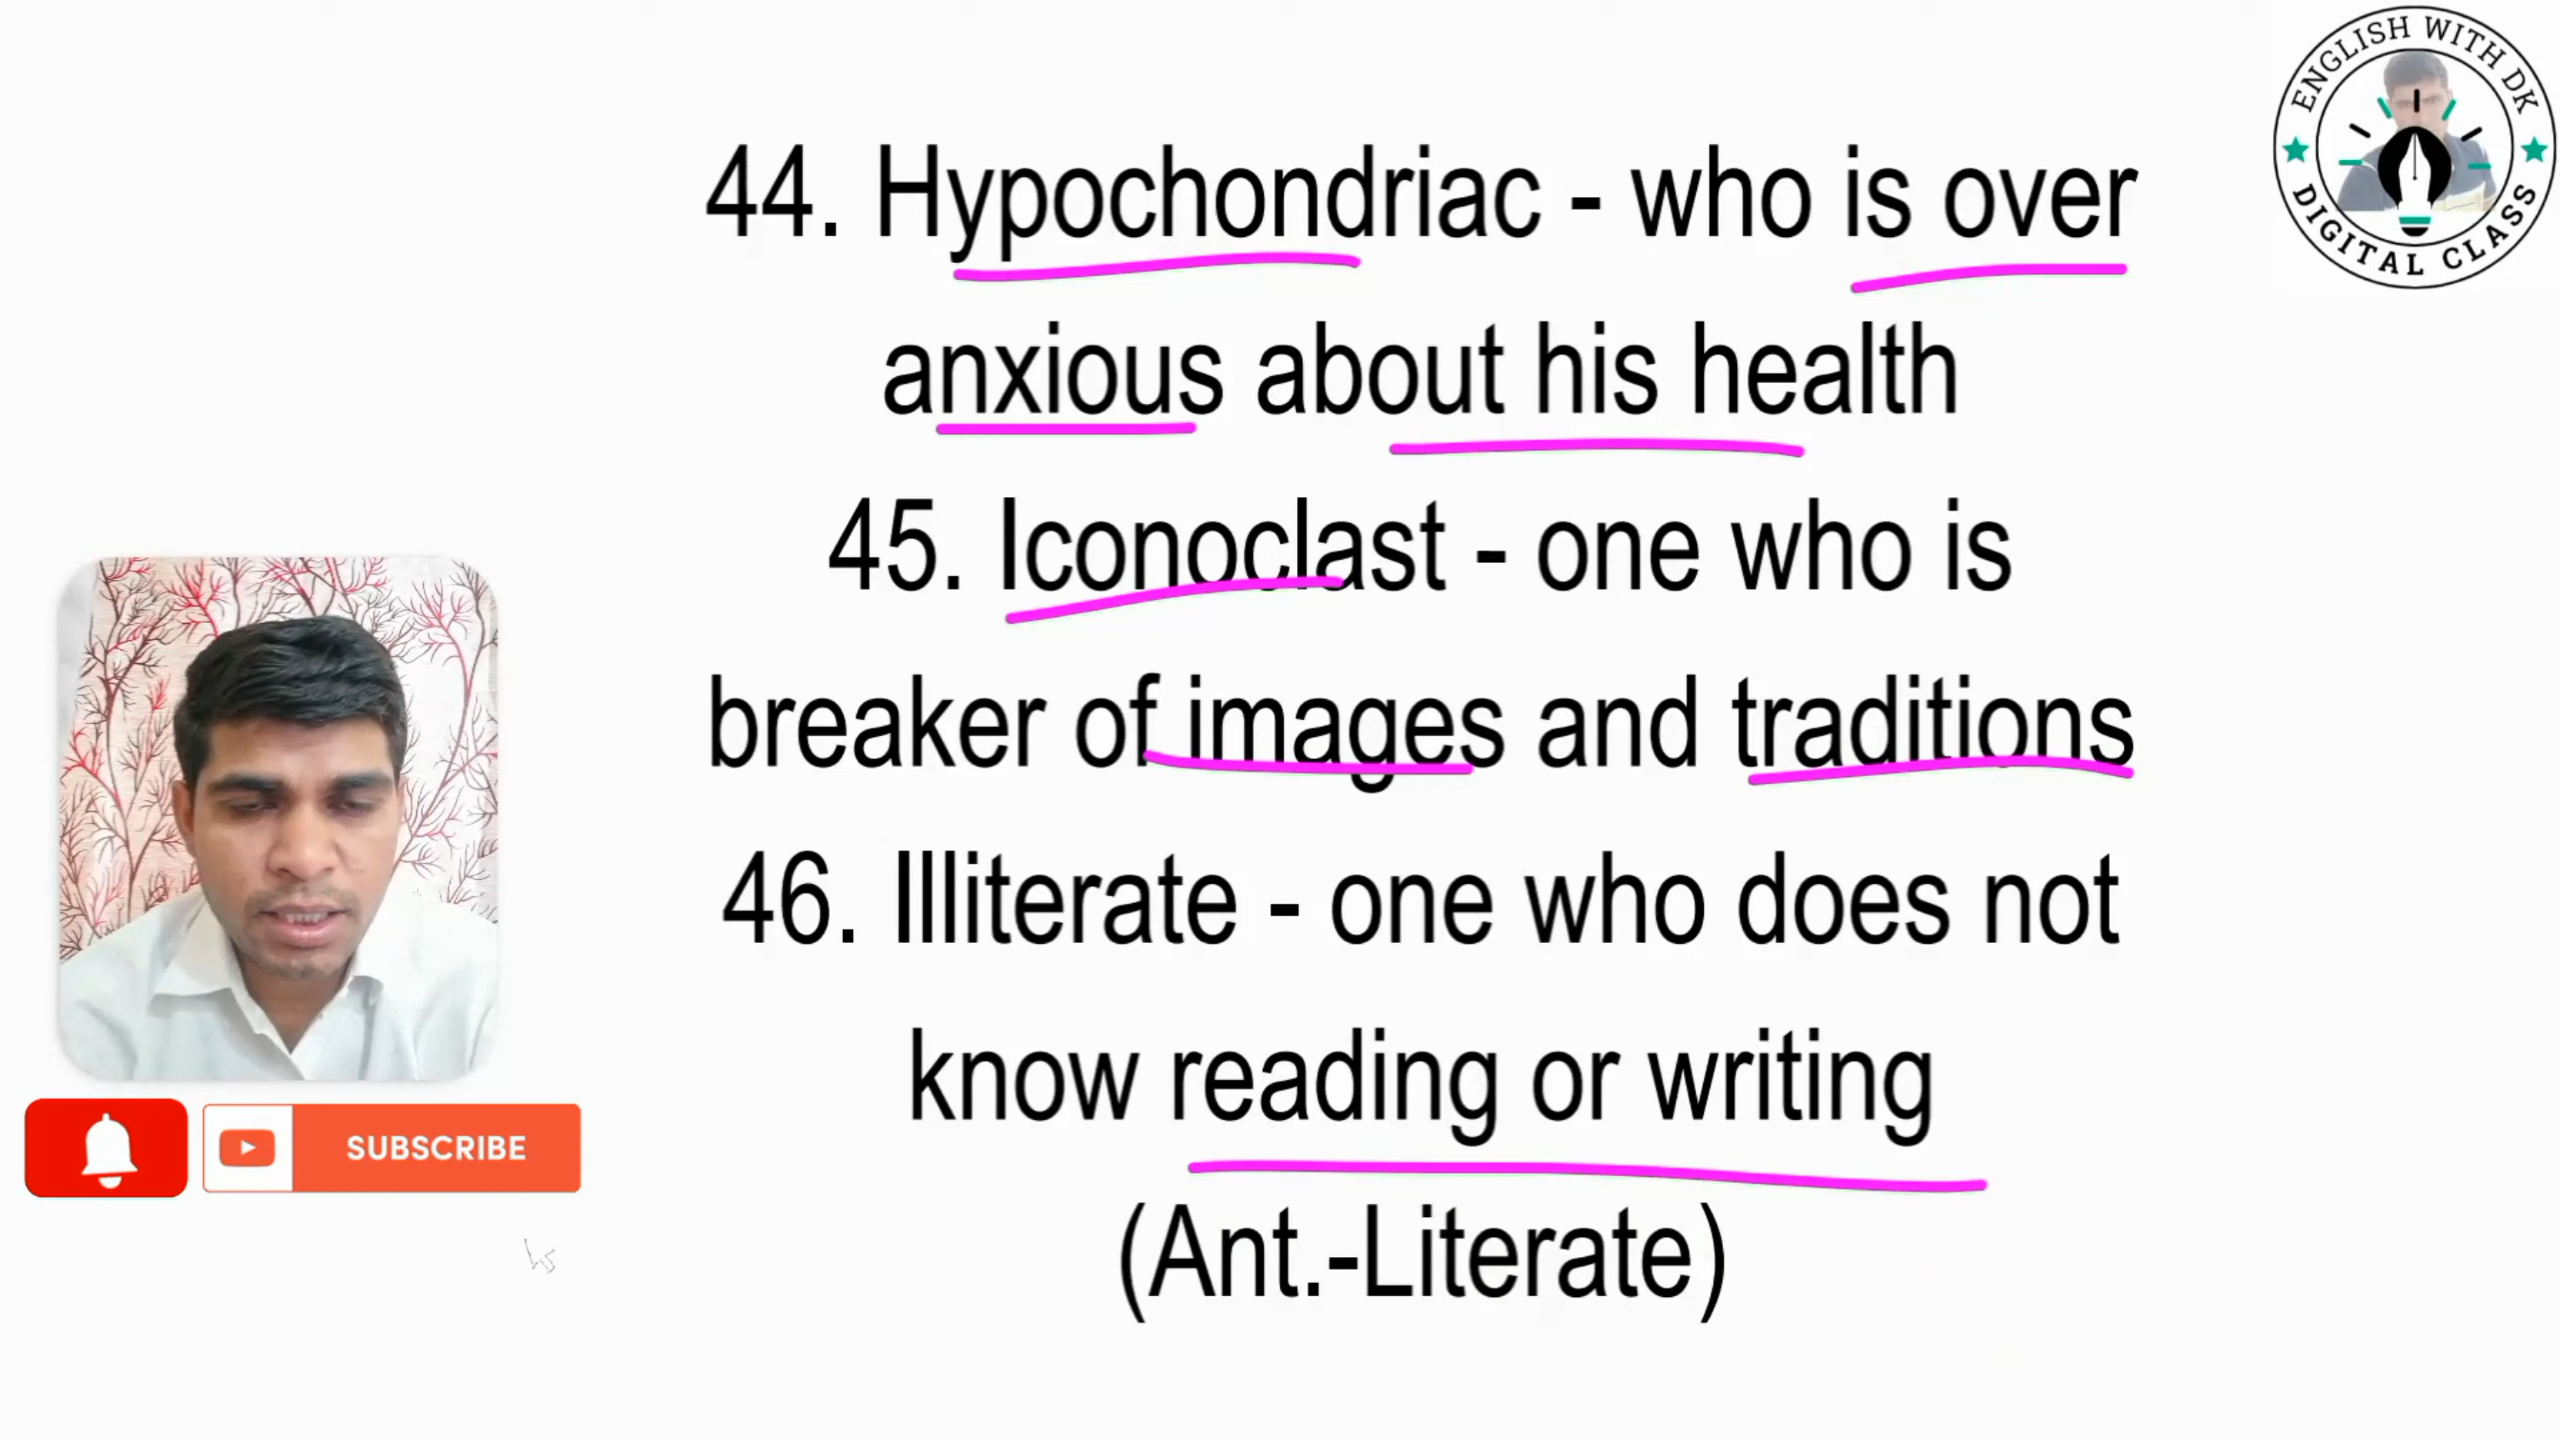 ENGLISH WITH DK
DIGITAL CLASS
44. Hypochondriac - who is over
anxious about his health
45. Iconoclast - one who is
breaker of images and traditions
46. Illiterate - one who does not
know reading or writing
(Ant.-Literate)
SUBSCRIBE